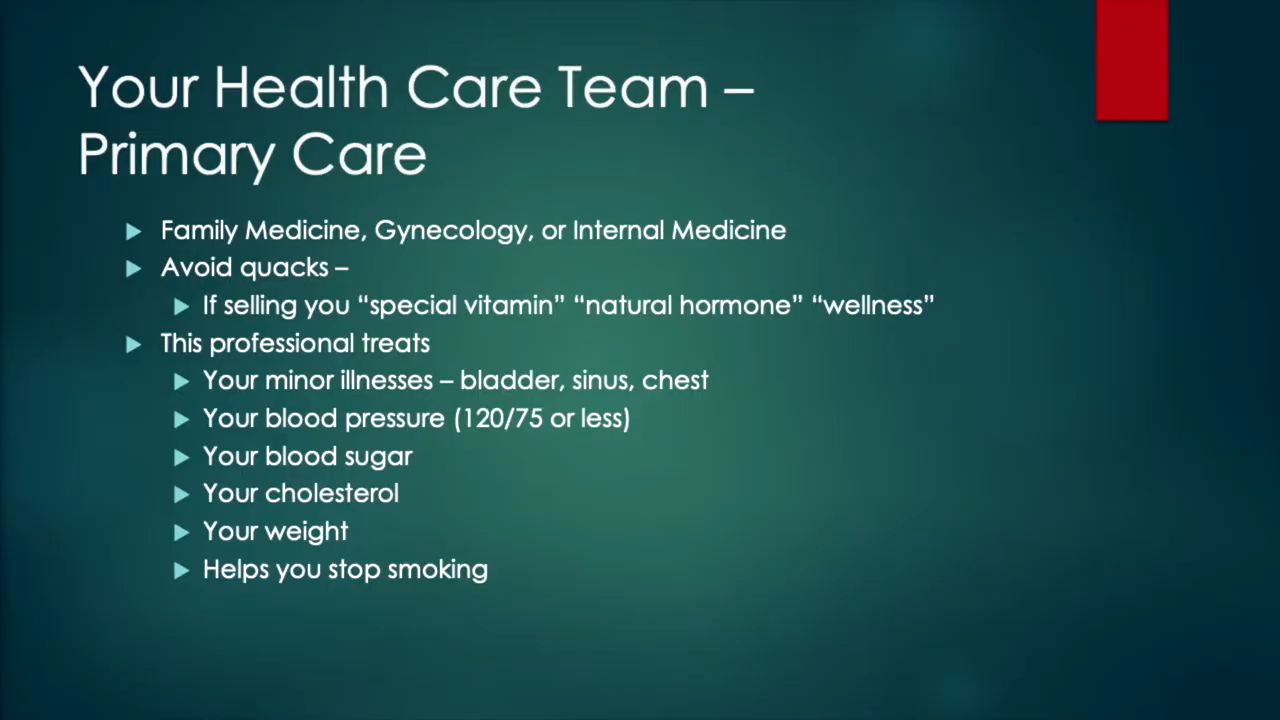 Your Health Care Team –
Primary Care
Family Medicine, Gynecology, or Internal Medicine
Avoid quacks –
If selling you “special vitamin” “natural hormone” “wellness”
This professional treats
Your minor illnesses – bladder, sinus, chest
Your blood pressure (120/75 or less)
Your blood sugar
Your cholesterol
Your weight
Helps you stop smoking